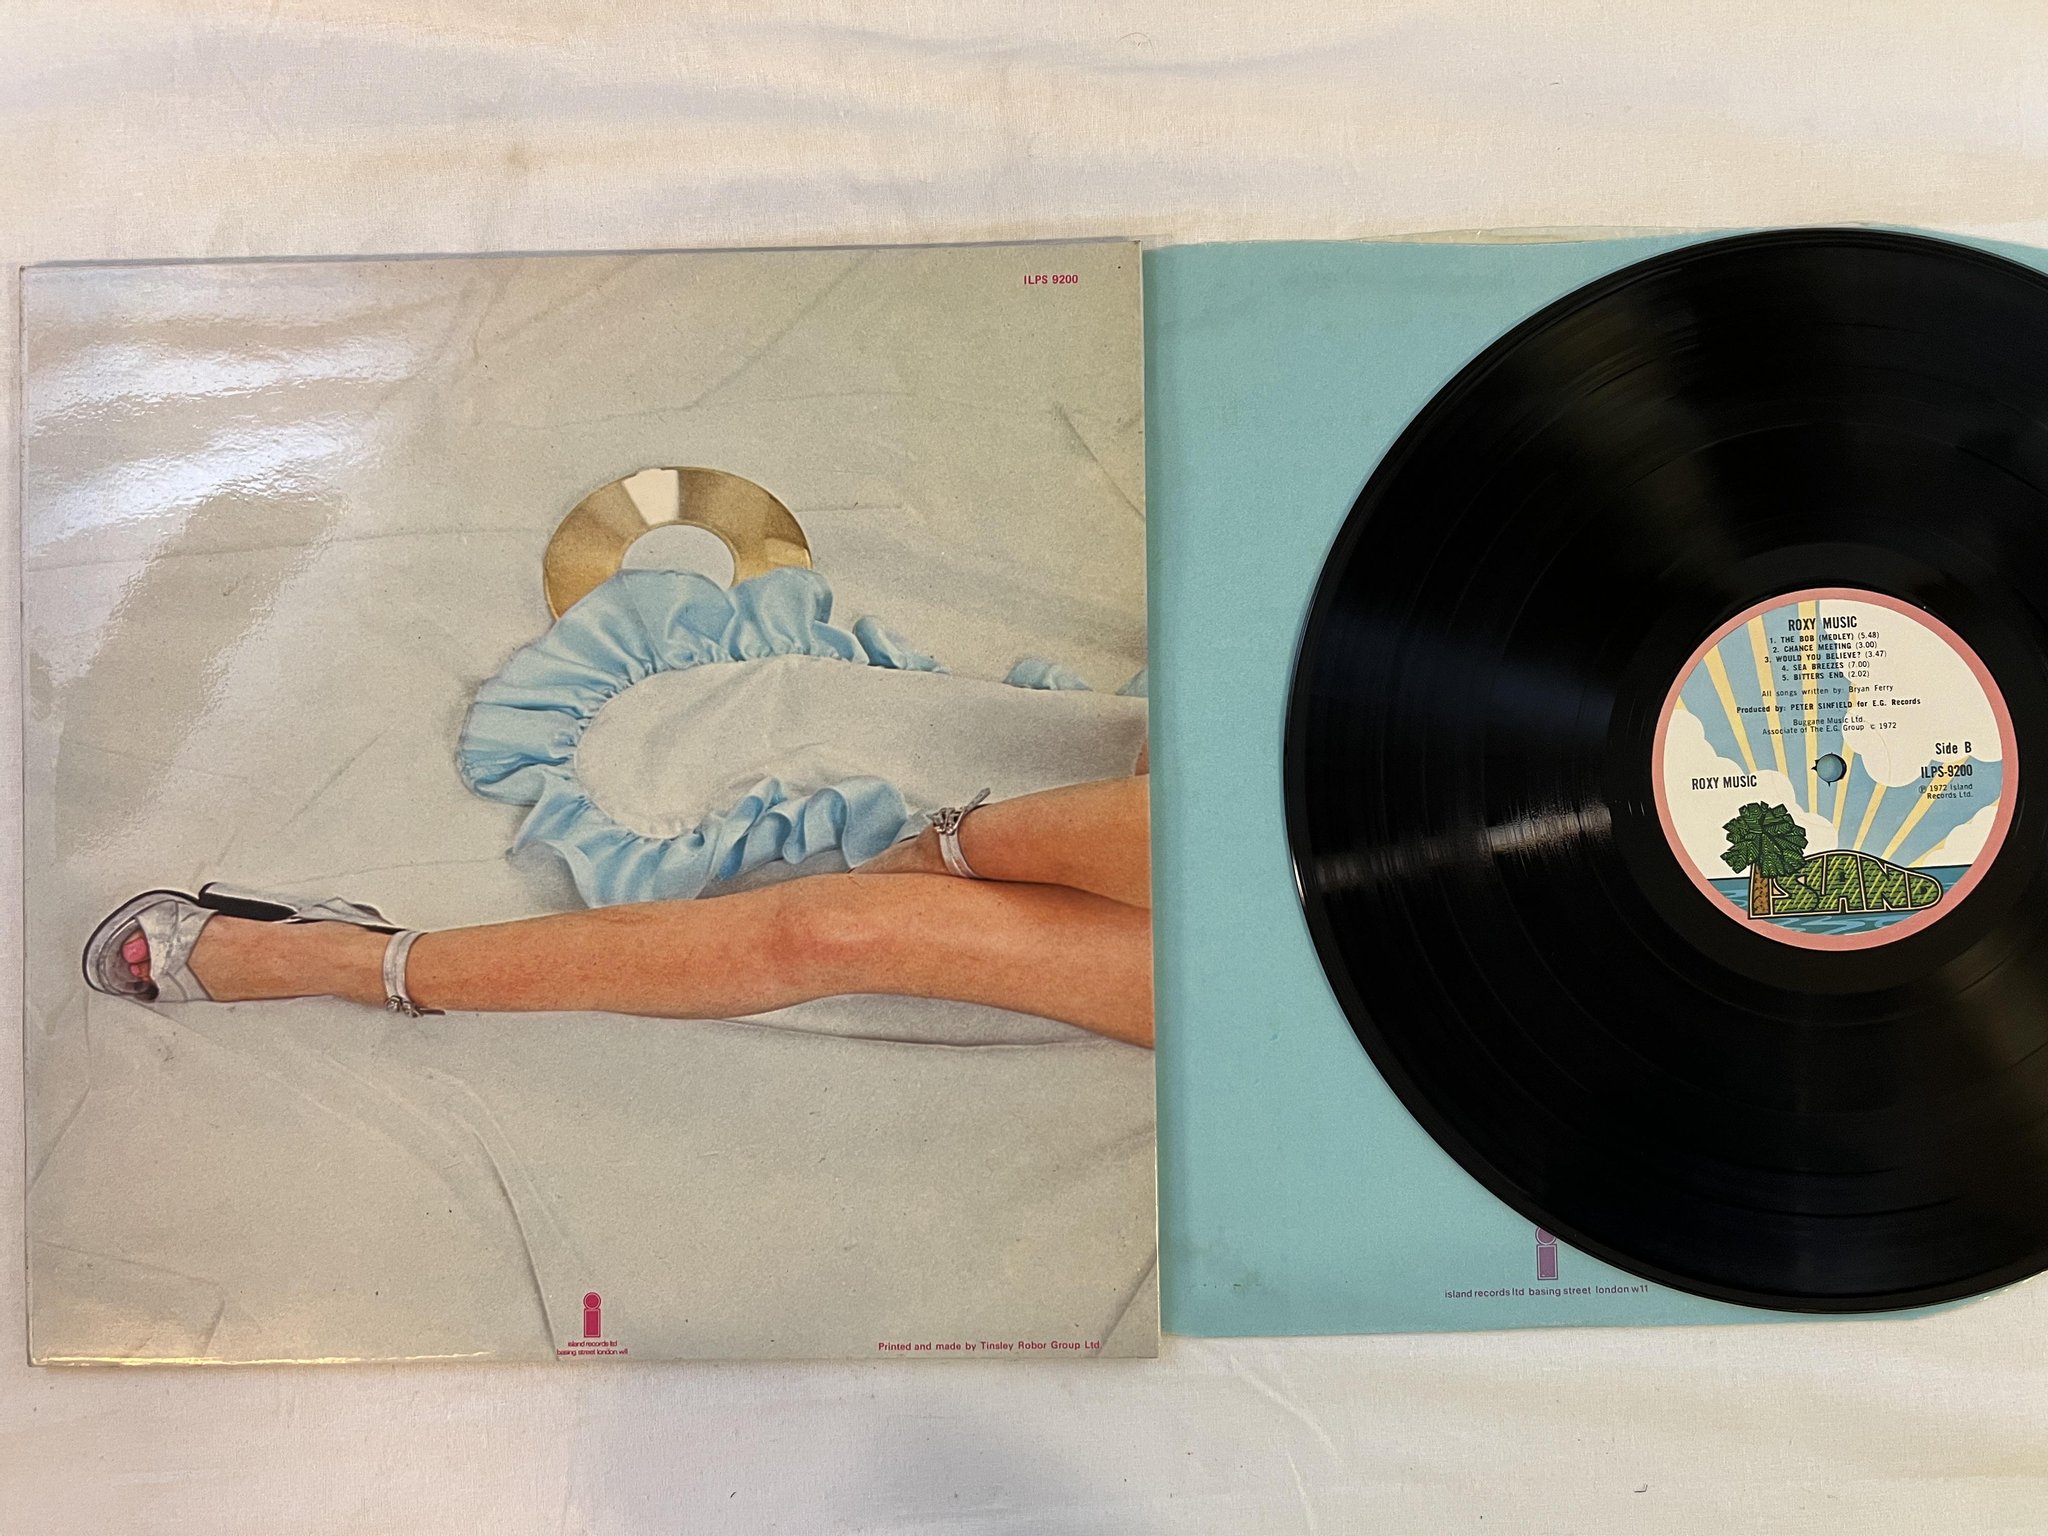 ILPS 9200
island records ltd
basing street london w11
Printed and made by Tinsley Robor Group Ltd
ROXY MUSIC
1. THE BOB (MEDLEY) (5.48)
2. CHANCE MEETING (3.00)
3. WOULD YOU BELIEVE? (3.47)
4. SEA BREEZES (7.00)
5. BITTERS END (2.02)
All songs written by: Bryan Ferry
Produced by: PETER SINFIELD for E.G. Records
Buggane Music Ltd.
Associate of The E.G. Group © 1972
Side B
ILPS-9200
℗ 1972 Island
Records Ltd.
ROXY MUSIC
ISLAND
island records ltd basing street london w11